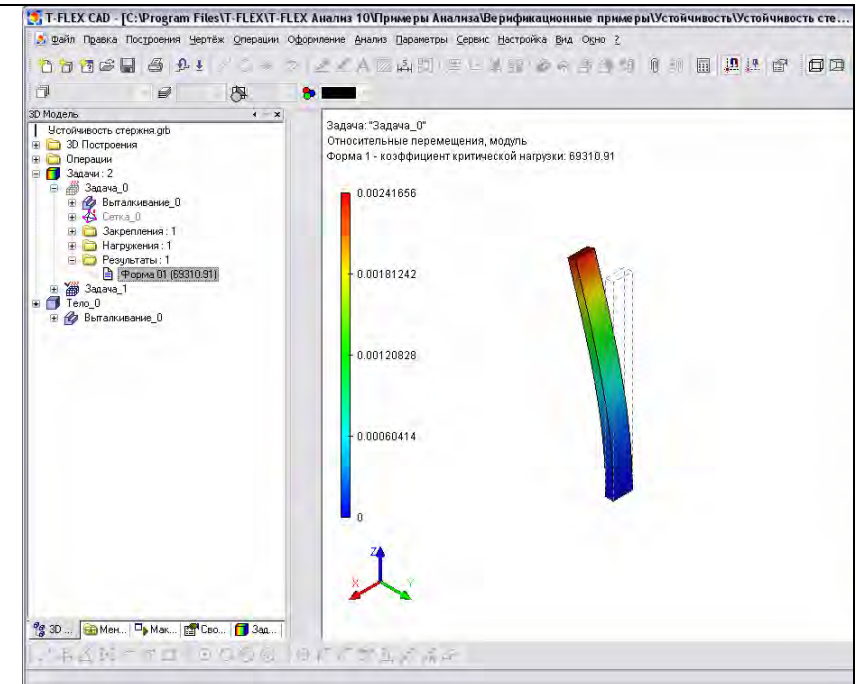 T-FLEX CAD - [C:\Program Files\T-FLEX\T-FLEX Анализ 10\Примеры Анализа\Верификационные примеры\Устойчивость\Устойчивость сте...
Файл Правка Построения Чертёж Операции Оформление Анализ Параметры Сервис Настройка Вид Окно ?
3D Модель
Устойчивость стержня.grb
3D Построения
Операции
Задачи : 2
Задача_0
Выталкивание_0
Сетка_0
Закрепления : 1
Нагружения : 1
Результаты : 1
Форма 01 (69310.91)
Задача_1
Тело_0
Выталкивание_0
Задача: "Задача_0"
Относительные перемещения, модуль
Форма 1 - коэффициент критической нагрузки: 69310.91
0.00241656
0.00181242
0.00120828
0.00060414
0
Z
X
Y
3D ... Мен... Мак... Сво... Зад...